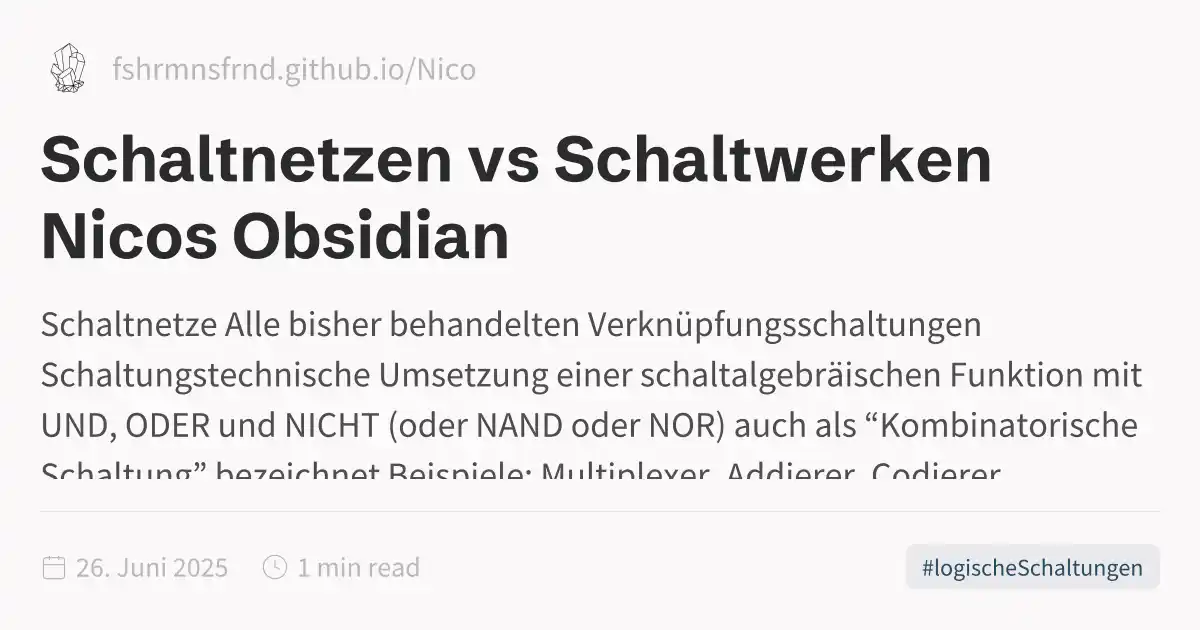 fshrmnsfrnd.github.io/Nico
Schaltnetzen vs Schaltwerken
Nicos Obsidian
Schaltnetze Alle bisher behandelten Verknüpfungsschaltungen
Schaltungstechnische Umsetzung einer schaltalgebräischen Funktion mit
UND, ODER und NICHT (oder NAND oder NOR) auch als “Kombinatorische
Schaltung” bezeichnet Beispiele: Multiplexer, Addierer, Codierer
26. Juni 2025
1 min read
#logischeSchaltungen